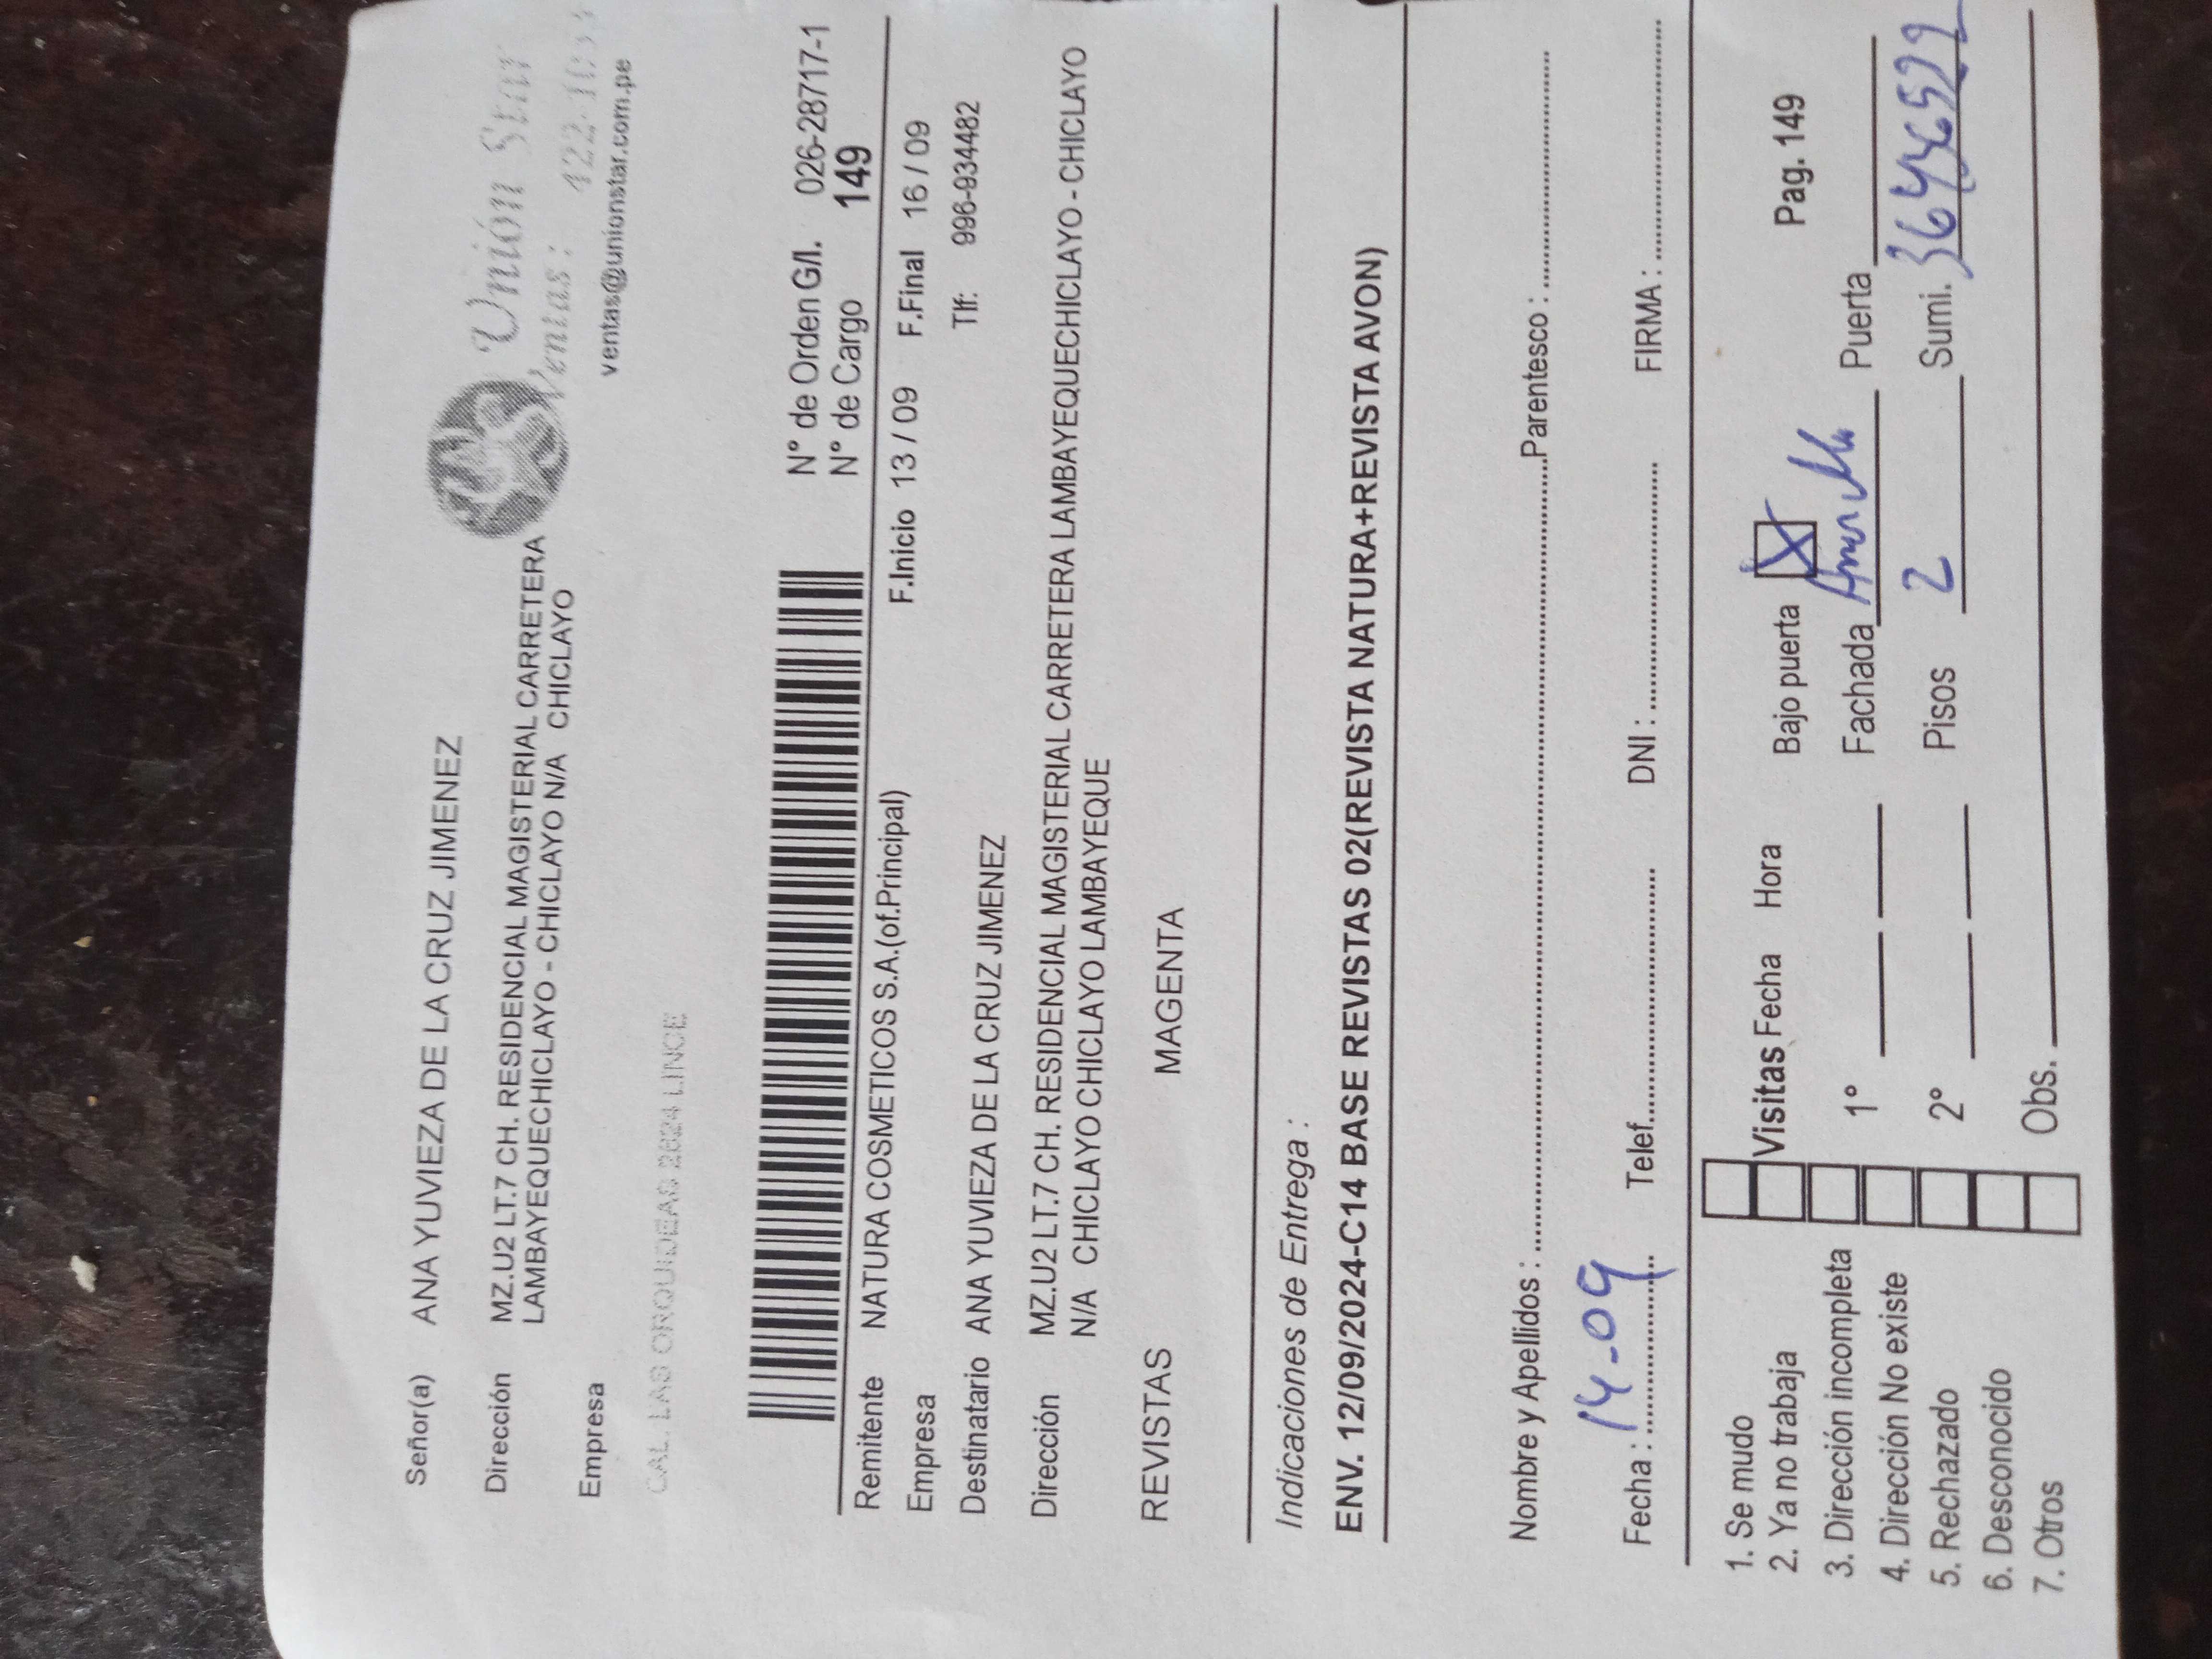 Señor(a) ANA YUVIEZA DE LA CRUZ JIMENEZ
Unión Star
Ventas: 422-
ventas@unionstar.com.pe
Dirección MZ.U2 LT.7 CH. RESIDENCIAL MAGISTERIAL CARRETERA
LAMBAYEQUECHICLAYO - CHICLAYO N/A CHICLAYO
Empresa
CAL. LAS ORQUIDEAS 2624 LINCE
N° de Orden G/I. 026-28717-1
N° de Cargo 149
Remitente NATURA COSMETICOS S.A.(of.Principal) F.Inicio 13 / 09 F.Final 16 / 09
Empresa
Destinatario ANA YUVIEZA DE LA CRUZ JIMENEZ Tlf: 996-934482
Dirección MZ.U2 LT.7 CH. RESIDENCIAL MAGISTERIAL CARRETERA LAMBAYEQUECHICLAYO - CHICLAYO
N/A CHICLAYO CHICLAYO LAMBAYEQUE
REVISTAS MAGENTA
Indicaciones de Entrega :
ENV. 12/09/2024-C14 BASE REVISTAS 02(REVISTA NATURA+REVISTA AVON)
Nombre y Apellidos : Parentesco :
Fecha : 14-09 Telef. DNI : FIRMA :
1. Se mudo
2. Ya no trabaja Visitas Fecha Hora Bajo puerta X Pag. 149
3. Dirección incompleta 1° Fachada Puerta
4. Dirección No existe
5. Rechazado 2° Pisos 2 Sumi.
6. Desconocido
7. Otros Obs.